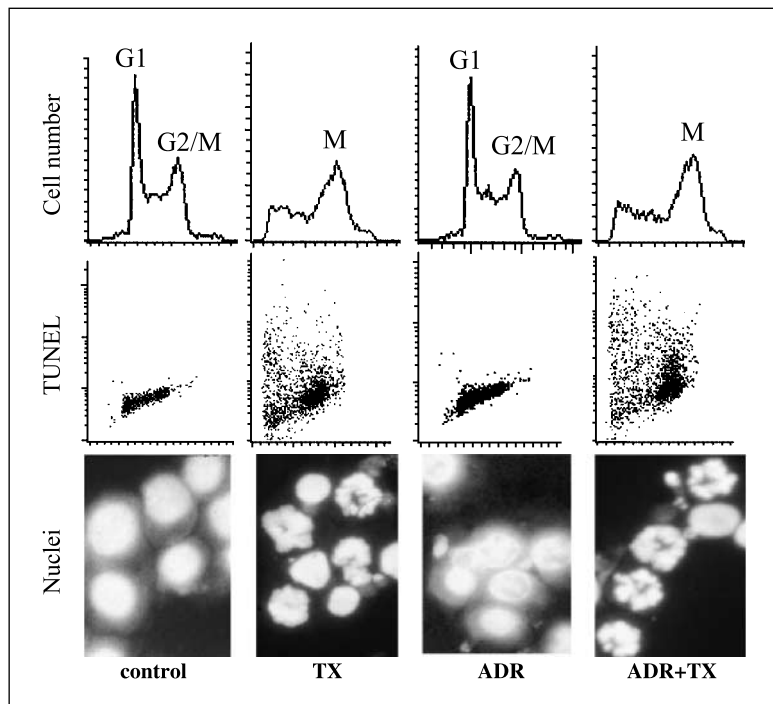 Cell number
G1
G2/M
M
G1
G2/M
M
TUNEL
Nuclei
control
TX
ADR
ADR+TX